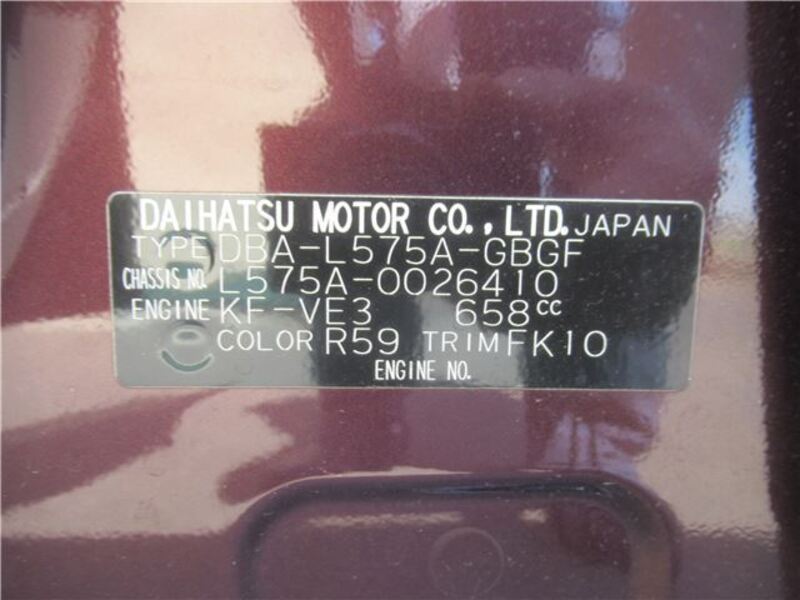 DAIHATSU MOTOR CO., LTD. JAPAN
TYPE DBA-L575A-GBGF
CHASSIS NO. L575A-0026410
ENGINE KF-VE3 658cc
COLOR R59 TRIM FK10
ENGINE NO.